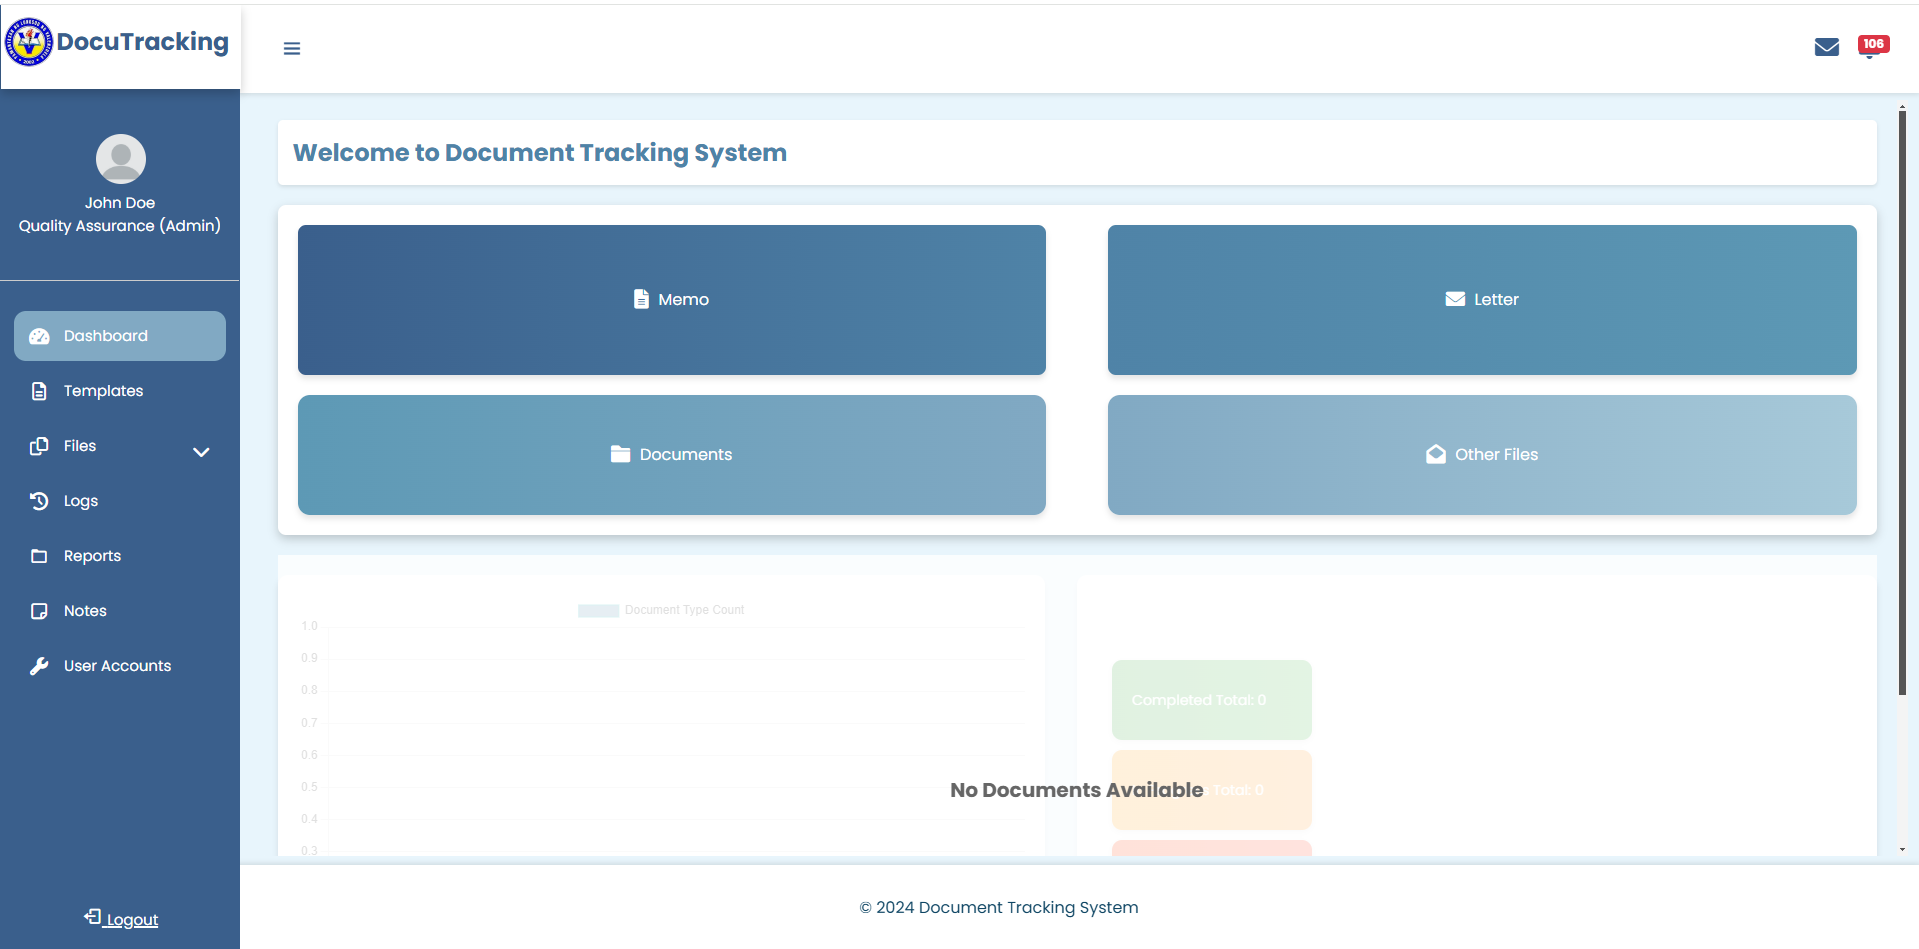 DocuTracking
106
John Doe
Quality Assurance (Admin)
Dashboard
Templates
Files
Logs
Reports
Notes
User Accounts
Logout
Welcome to Document Tracking System
Memo
Letter
Documents
Other Files
Document Type Count
1.0
0.9
0.8
0.7
0.6
0.5
0.4
0.3
Completed Total: 0
Total: 0
No Documents Available
© 2024 Document Tracking System